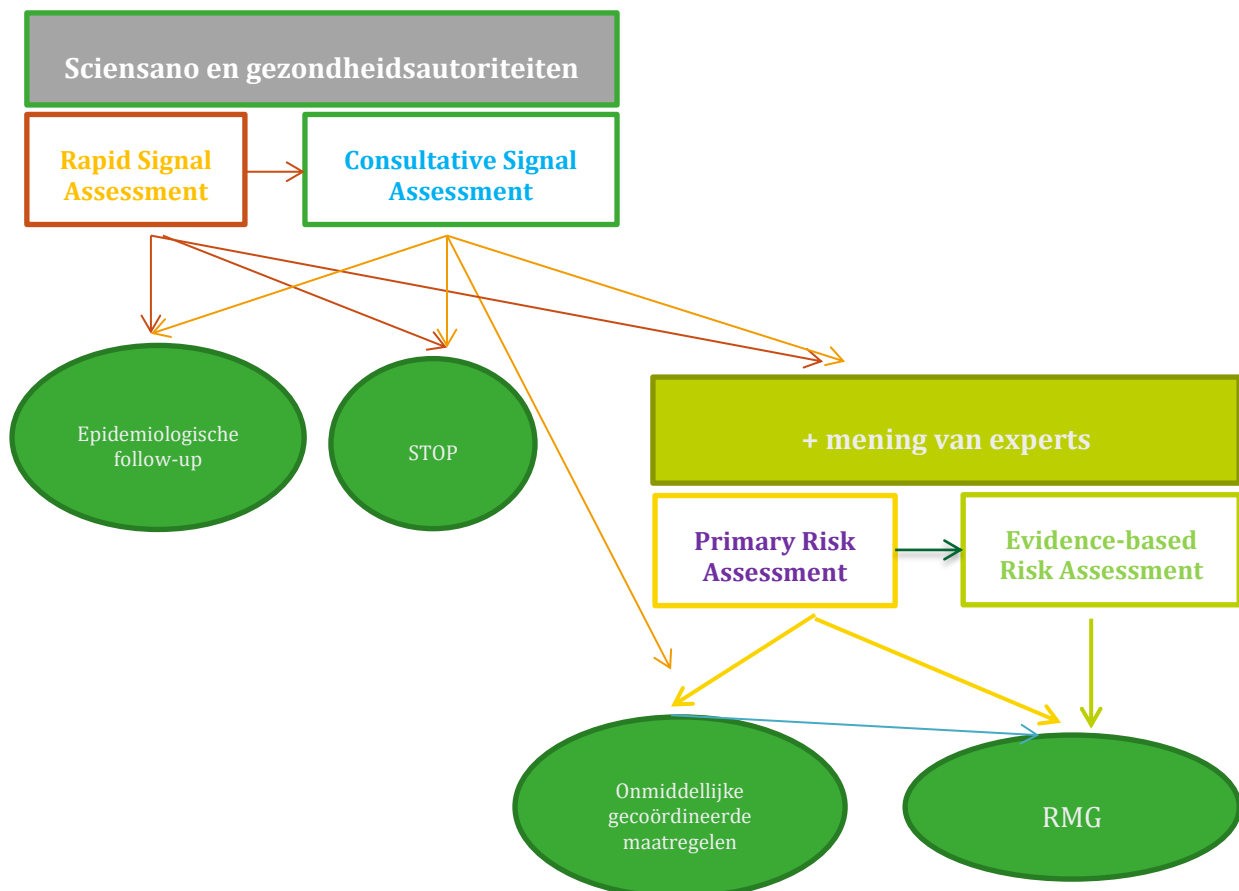 Sciensano en gezondheidsautoriteiten
Rapid Signal
Assessment
Consultative Signal
Assessment
Epidemiologische
follow-up
STOP
+ mening van experts
Primary Risk
Assessment
Evidence-based
Risk Assessment
Onmiddellijke
gecoördineerde
maatregelen
RMG